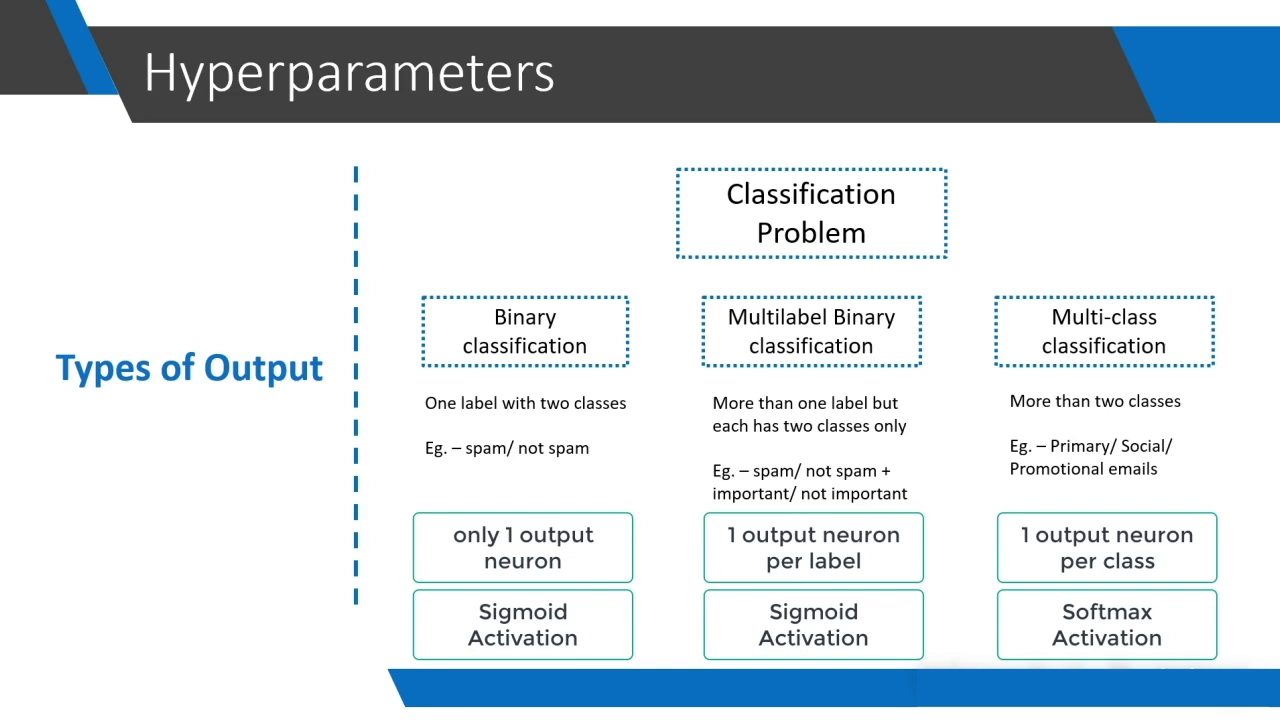 Hyperparameters
Types of Output
Classification
Problem
Binary
classification
One label with two classes
Eg. – spam/ not spam
only 1 output
neuron
Sigmoid
Activation
Multilabel Binary
classification
More than one label but
each has two classes only
Eg. – spam/ not spam +
important/ not important
1 output neuron
per label
Sigmoid
Activation
Multi-class
classification
More than two classes
Eg. – Primary/ Social/
Promotional emails
1 output neuron
per class
Softmax
Activation